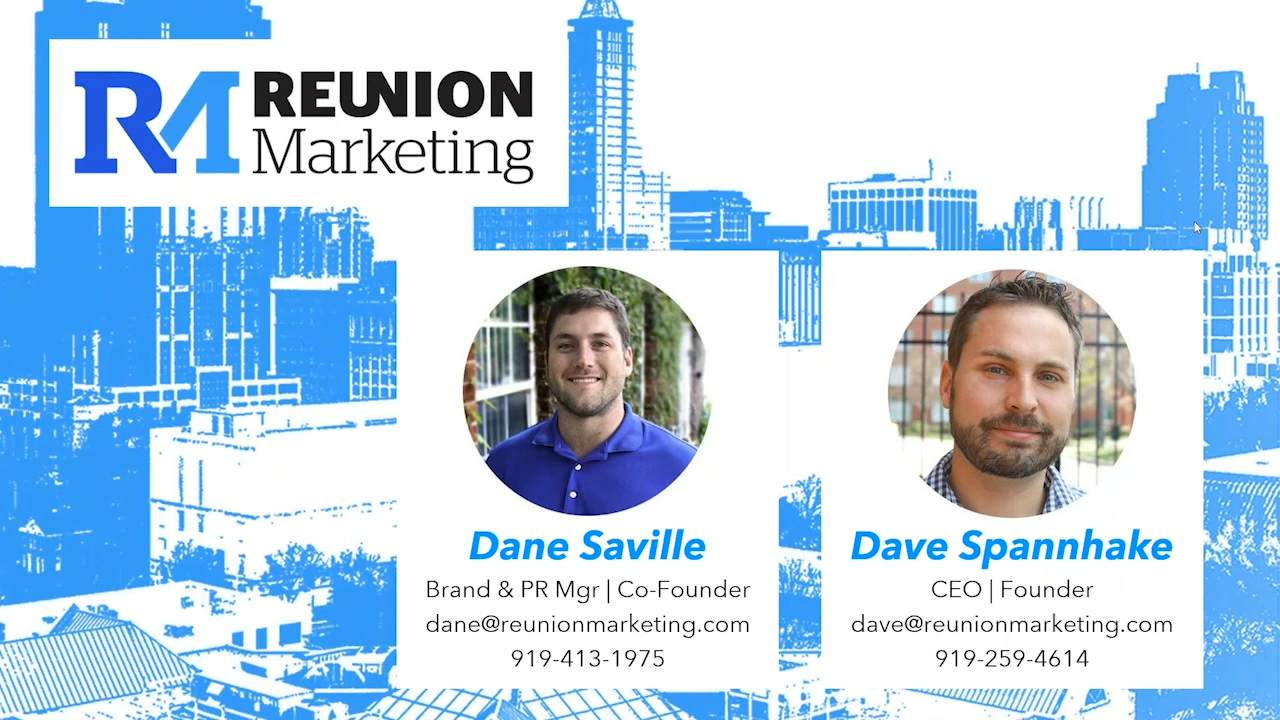 RM REUNION
Marketing
Dane Saville
Brand & PR Mgr | Co-Founder
dane@reunionmarketing.com
919-413-1975
Dave Spannhake
CEO | Founder
dave@reunionmarketing.com
919-259-4614